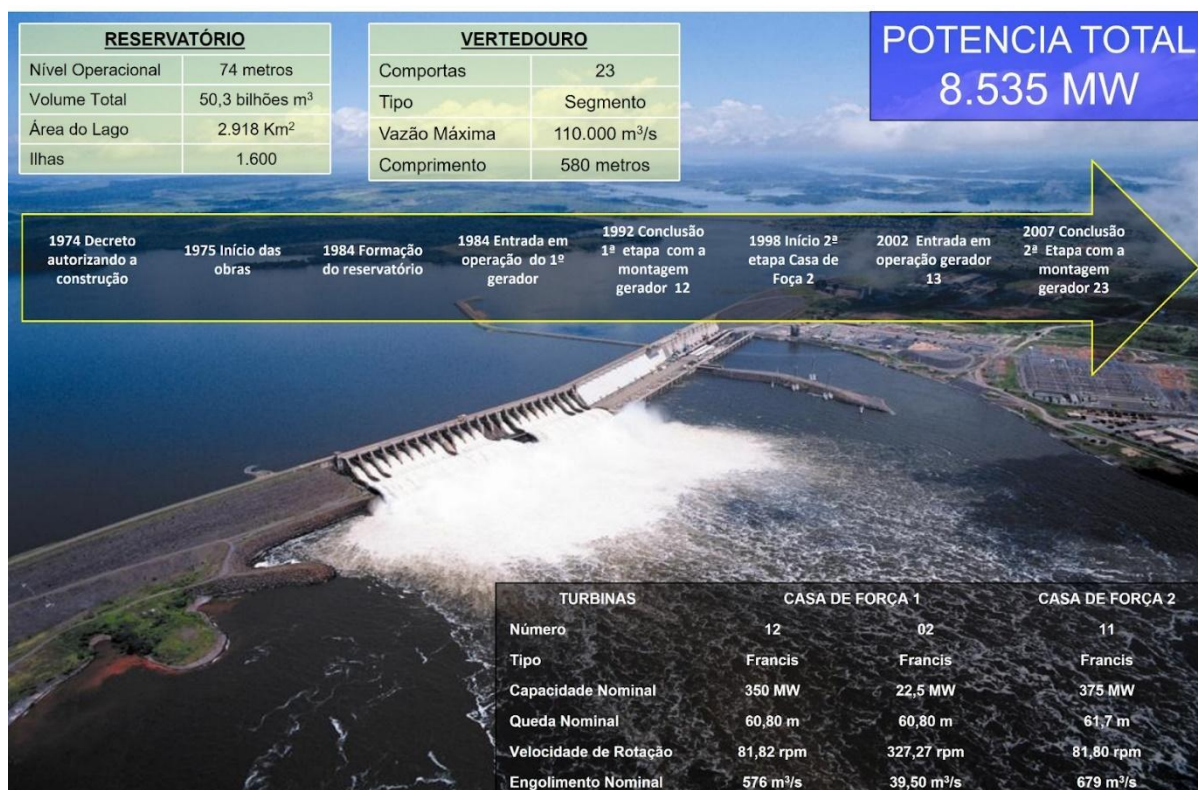 RESERVATÓRIO
Nível Operacional 74 metros
Volume Total 50,3 bilhões m³
Área do Lago 2.918 Km²
Ilhas 1.600
VERTEDOURO
Comportas 23
Tipo Segmento
Vazão Máxima 110.000 m³/s
Comprimento 580 metros
POTENCIA TOTAL
8.535 MW
1974 Decreto
autorizando a
construção
1975 Início das
obras
1984 Formação
do reservatório
1984 Entrada em
operação do 1º
gerador
1992 Conclusão
1ª etapa com a
montagem
gerador 12
1998 Início 2ª
etapa Casa de
Foça 2
2002 Entrada em
operação gerador
13
2007 Conclusão
2ª Etapa com a
montagem
gerador 23
TURBINAS CASA DE FORÇA 1 CASA DE FORÇA 2
Número 12 02 11
Tipo Francis Francis Francis
Capacidade Nominal 350 MW 22,5 MW 375 MW
Queda Nominal 60,80 m 60,80 m 61,7 m
Velocidade de Rotação 81,82 rpm 327,27 rpm 81,80 rpm
Engolimento Nominal 576 m³/s 39,50 m³/s 679 m³/s